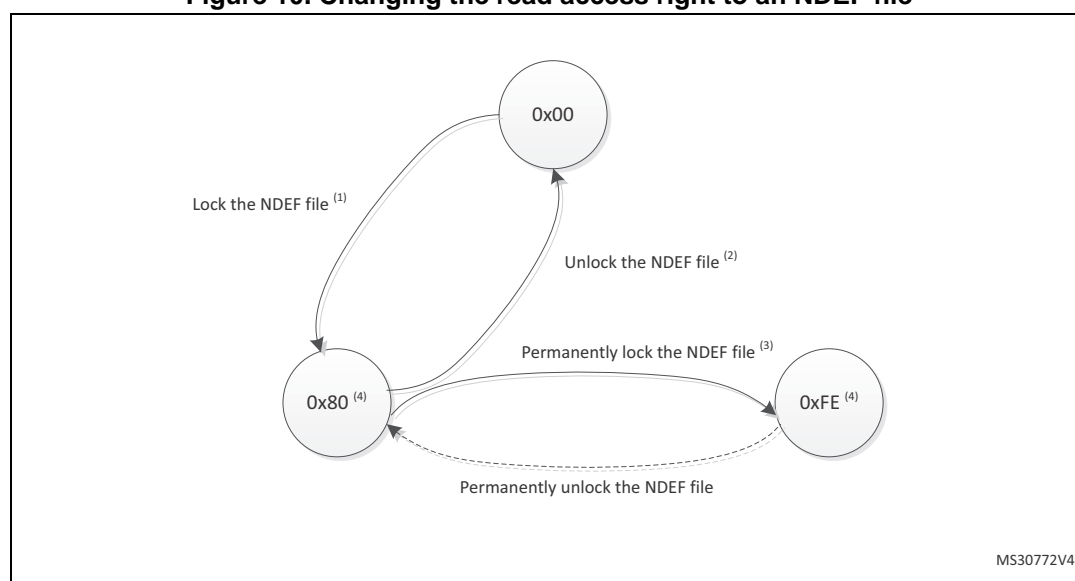 Figure 10. Changing the read access right to an NDEF file
0x00
Lock the NDEF file (1)
Unlock the NDEF file (2)
Permanently lock the NDEF file (3)
0x80 (4)
0xFE (4)
Permanently unlock the NDEF file
MS30772V4